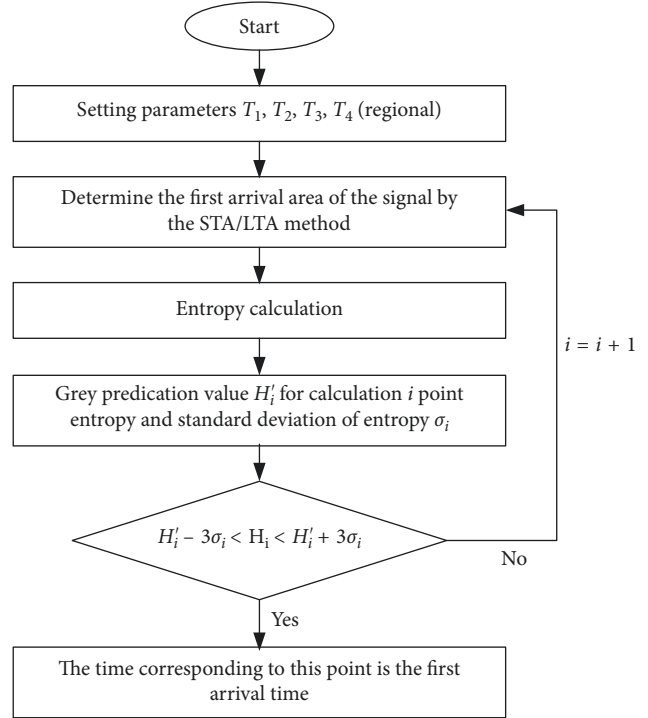 Start
Setting parameters T₁, T₂, T₃, T₄ (regional)
Determine the first arrival area of the signal by
the STA/LTA method
Entropy calculation
i = i + 1
Grey predication value H′ᵢ for calculation i point
entropy and standard deviation of entropy σᵢ
H′ᵢ – 3σᵢ < Hᵢ < H′ᵢ + 3σᵢ
No
Yes
The time corresponding to this point is the first
arrival time